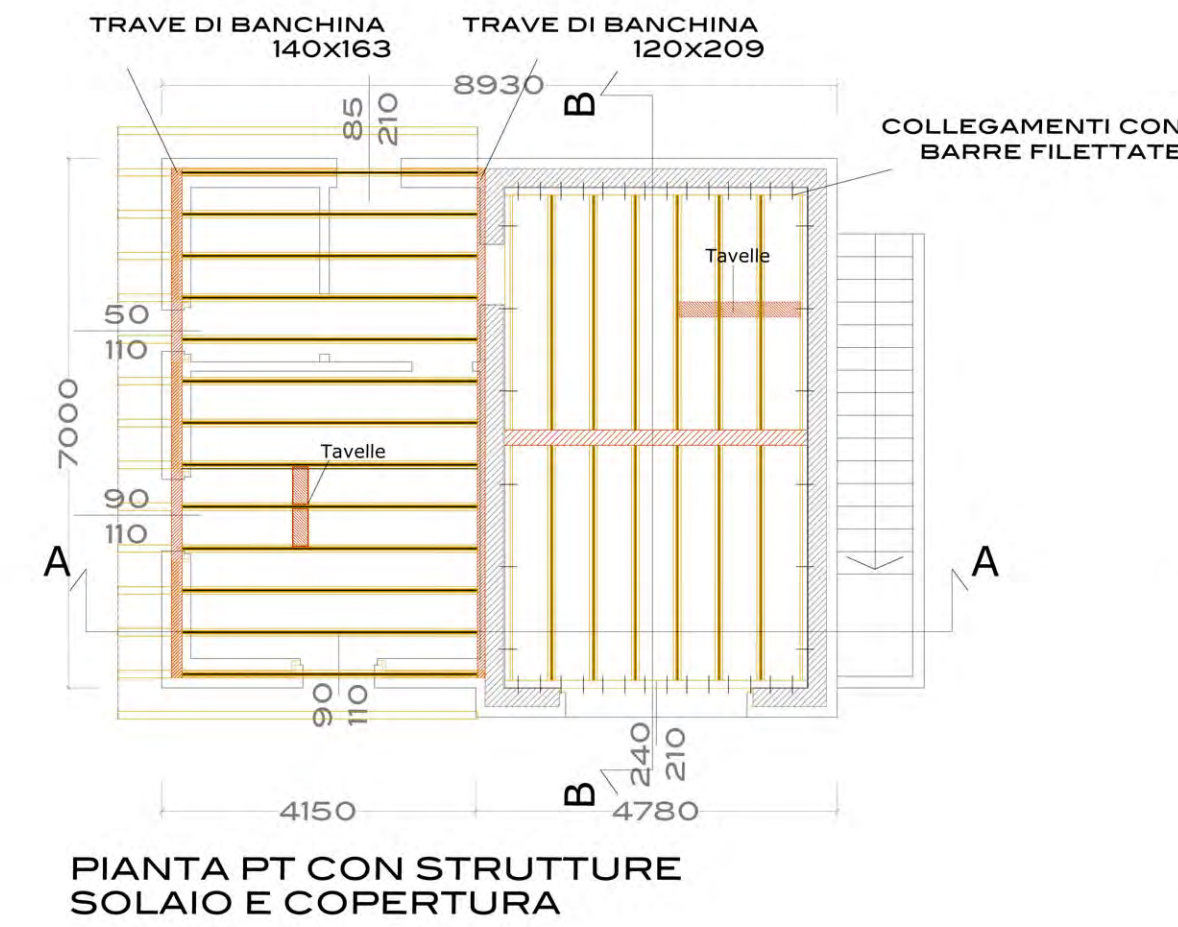 TRAVE DI BANCHINA
140x163
TRAVE DI BANCHINA
120x209
8930
B
85
210
COLLEGAMENTI CON
BARRE FILETTATE
Tavelle
50
110
7000
Tavelle
90
110
A
A
90
110
240
210
B
4150
4780
PIANTA PT CON STRUTTURE
SOLAIO E COPERTURA